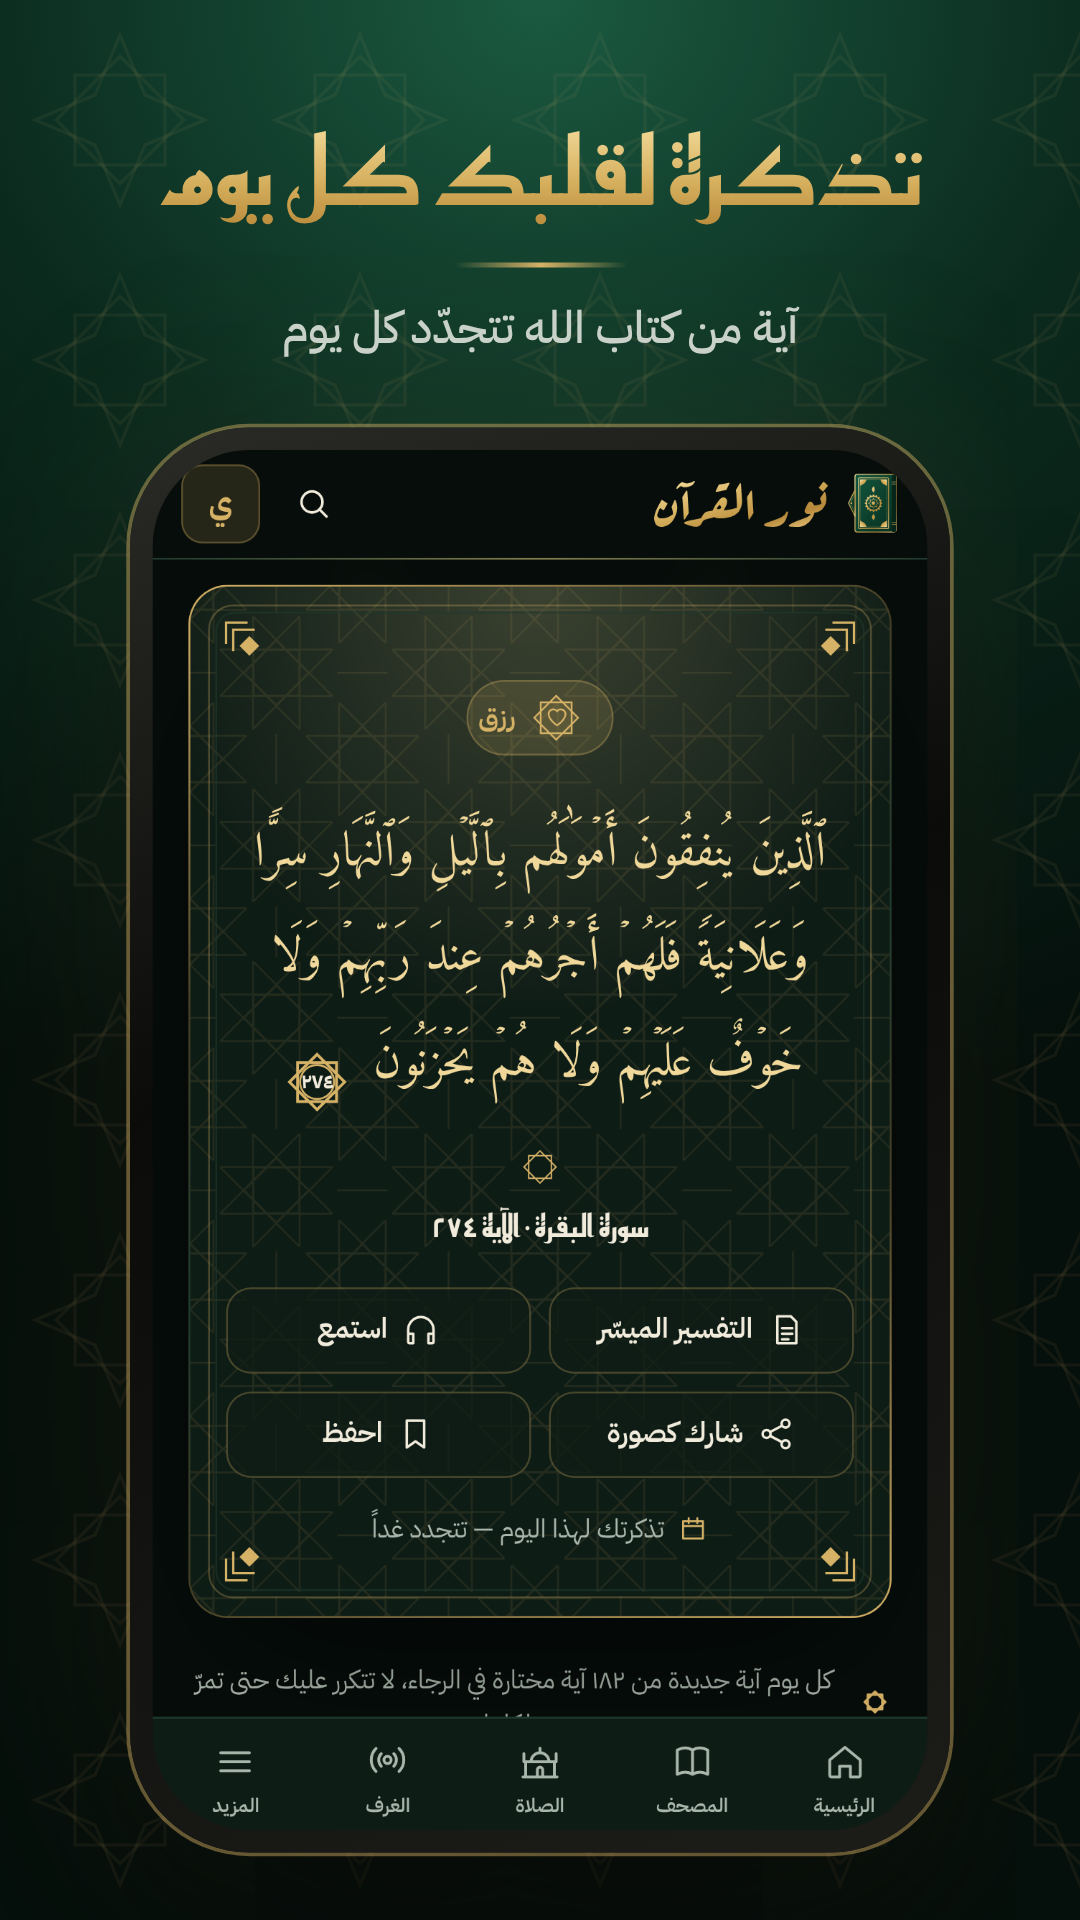 تذكرة لقلبك كل يوم
آية من كتاب الله تتجدّد كل يوم
نور القرآن
ي
رزق
ٱلَّذِينَ يُنفِقُونَ أَمۡوَٰلَهُم بِٱلَّيۡلِ وَٱلنَّهَارِ سِرّٗا
وَعَلَانِيَةٗ فَلَهُمۡ أَجۡرُهُمۡ عِندَ رَبِّهِمۡ وَلَا
خَوۡفٌ عَلَيۡهِمۡ وَلَا هُمۡ يَحۡزَنُونَ ٢٧٤
سورة البقرة · الآية ٢٧٤
التفسير الميسّر
استمع
شارك كصورة
احفظ
تذكرتك لهذا اليوم — تتجدد غداً
كل يوم آية جديدة من ١٨٢ آية مختارة في الرجاء، لا تتكرر عليك حتى تمرّ
الرئيسية
المصحف
الصلاة
الغرف
المزيد